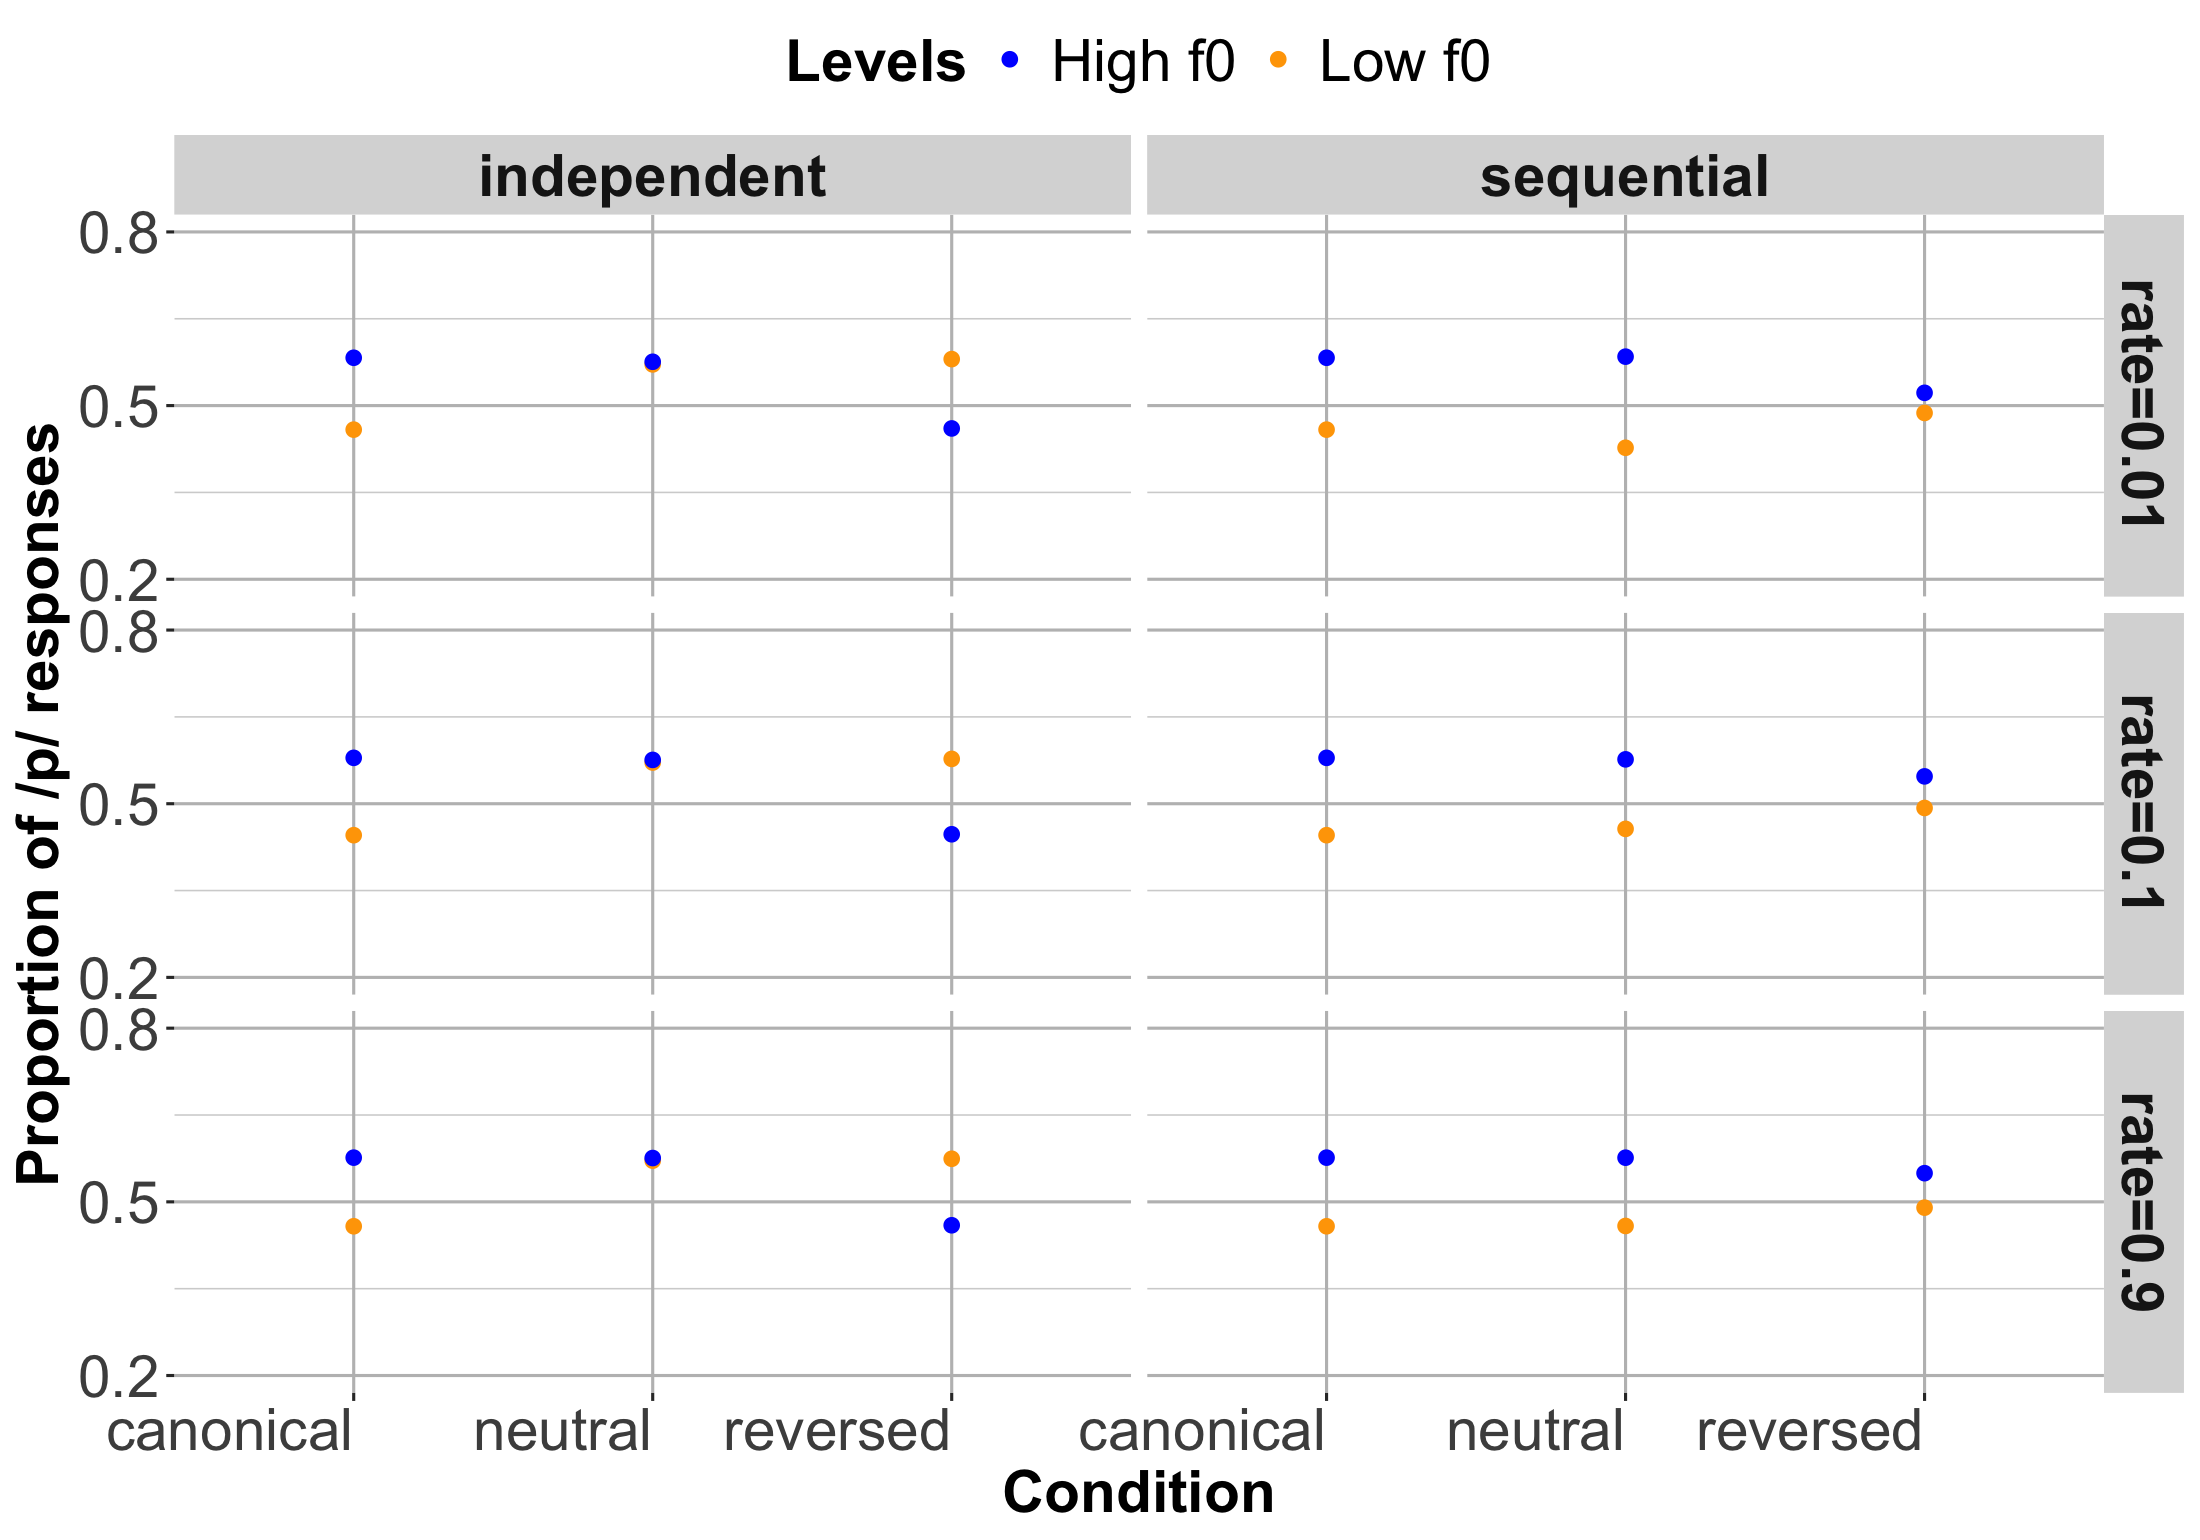 Levels High f0 Low f0
independent sequential
0.8
0.5
0.2
rate=0.01
0.8
0.5
0.2
rate=0.1
0.8
0.5
0.2
rate=0.9
Proportion of /p/ responses
canonical neutral reversed canonical neutral reversed
Condition